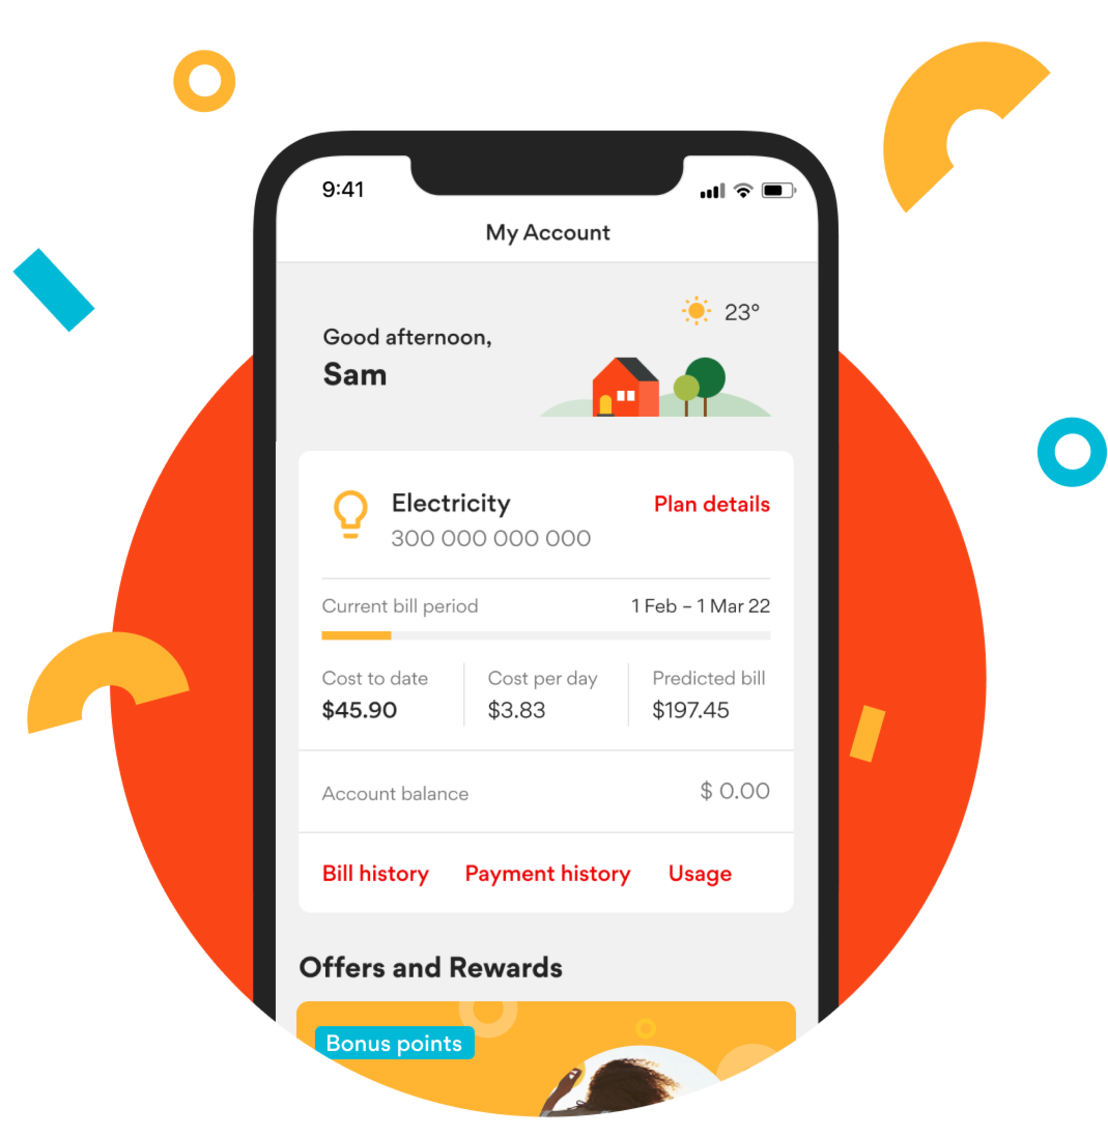 9:41
My Account
23°
Good afternoon,
Sam
Electricity
Plan details
300 000 000 000
Current bill period
1 Feb – 1 Mar 22
Cost to date
Cost per day
Predicted bill
$45.90
$3.83
$197.45
Account balance
$ 0.00
Bill history
Payment history
Usage
Offers and Rewards
Bonus points